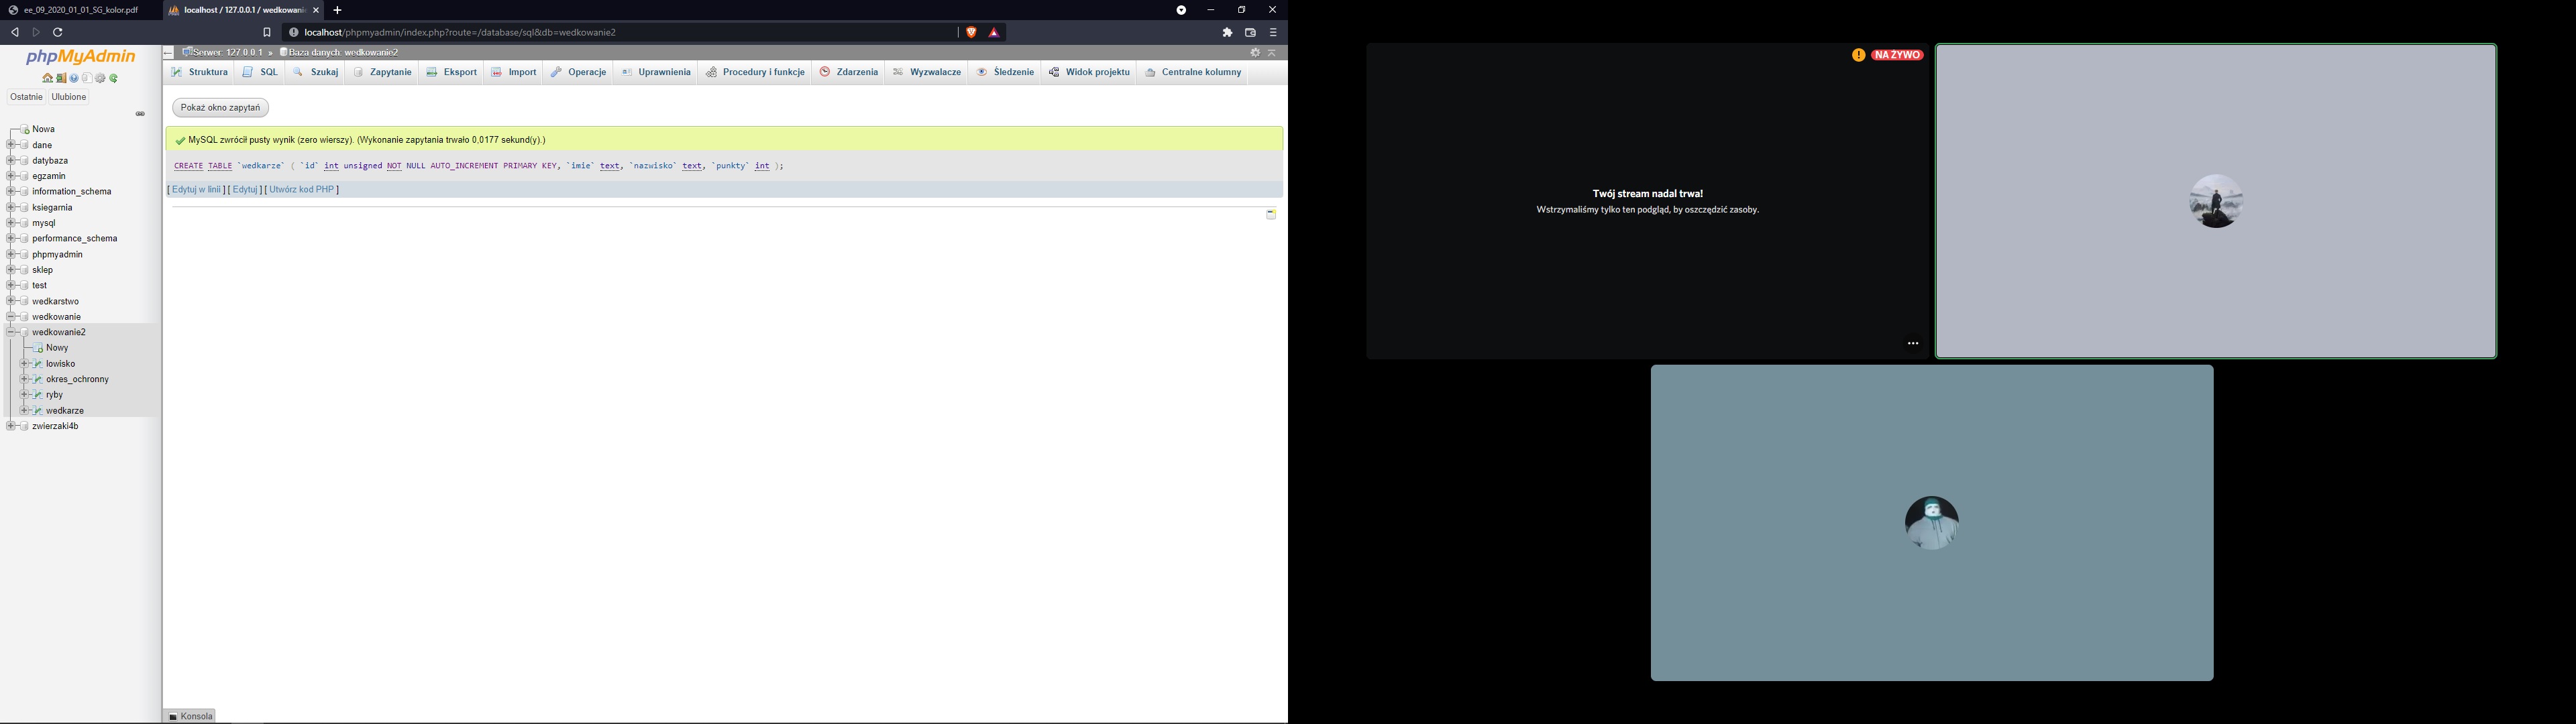 ee_09_2020_01_01_SG_kolor.pdf
localhost / 127.0.0.1 / wedkowani
localhost/phpmyadmin/index.php?route=/database/sql&db=wedkowanie2
phpMyAdmin
Ostatnie Ulubione
Nowa
dane
datybaza
egzamin
information_schema
ksiegarnia
mysql
performance_schema
phpmyadmin
sklep
test
wedkarstwo
wedkowanie
wedkowanie2
Nowy
lowisko
okres_ochronny
ryby
wedkarze
zwierzaki4b
Serwer: 127.0.0.1 » Baza danych: wedkowanie2
Struktura SQL Szukaj Zapytanie Eksport Import Operacje Uprawnienia Procedury i funkcje Zdarzenia Wyzwalacze Śledzenie Widok projektu Centralne kolumny
Pokaż okno zapytań
MySQL zwrócił pusty wynik (zero wierszy). (Wykonanie zapytania trwało 0,0177 sekund(y).)
CREATE TABLE `wedkarze` ( `id` int unsigned NOT NULL AUTO_INCREMENT PRIMARY KEY, `imie` text, `nazwisko` text, `punkty` int );
[ Edytuj w linii ] [ Edytuj ] [ Utwórz kod PHP ]
Konsola
NA ŻYWO
Twój stream nadal trwa!
Wstrzymaliśmy tylko ten podgląd, by oszczędzić zasoby.